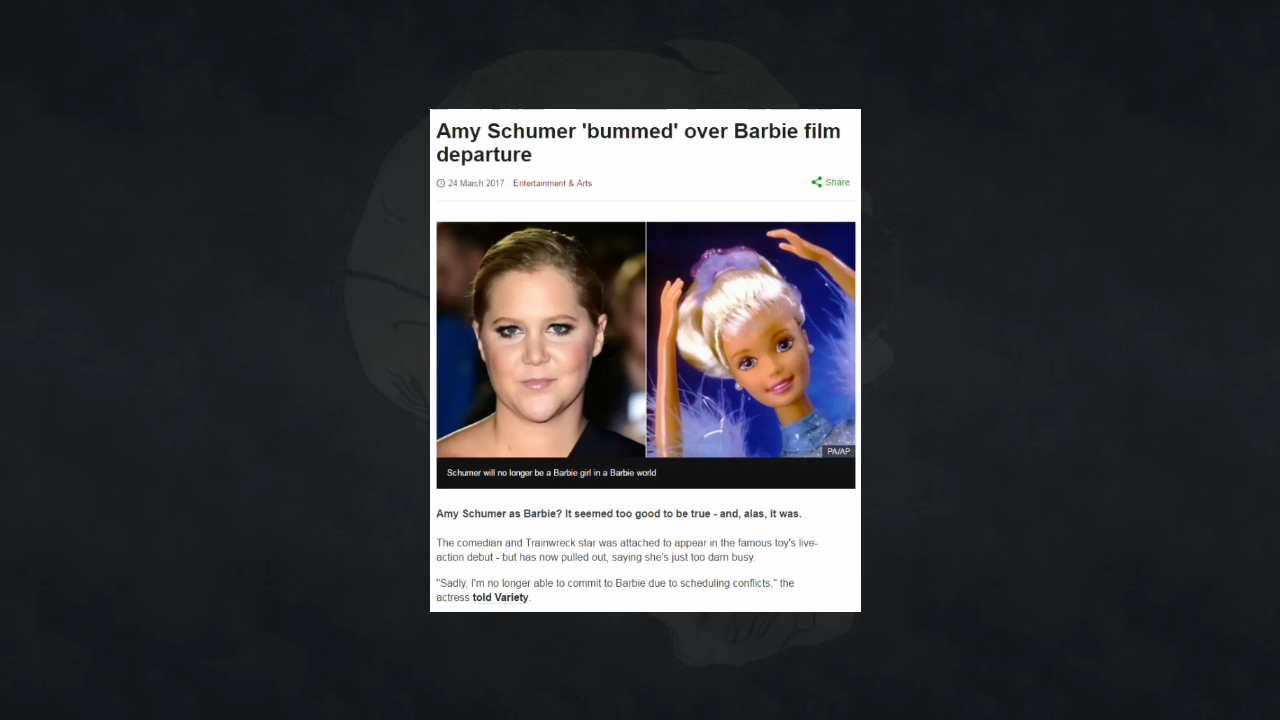 Amy Schumer 'bummed' over Barbie film
departure
24 March 2017 Entertainment & Arts
Share
PA/AP
Schumer will no longer be a Barbie girl in a Barbie world
Amy Schumer as Barbie? It seemed too good to be true - and, alas, it was.
The comedian and Trainwreck star was attached to appear in the famous toy's live-
action debut - but has now pulled out, saying she's just too darn busy.
"Sadly, I'm no longer able to commit to Barbie due to scheduling conflicts," the
actress told Variety.